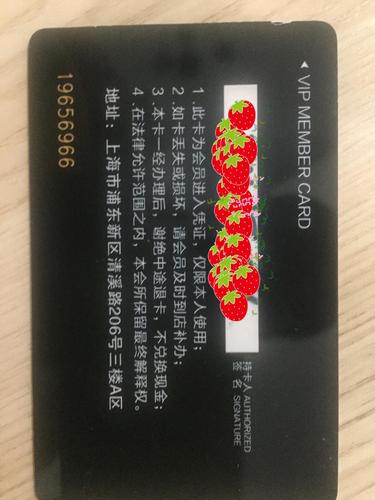 VIP MEMBER CARD
持卡人 AUTHORIZED
签 名 SIGNATURE
1. 此卡为会员进入凭证，仅限本人使用；
2. 如卡丢失或损坏，请会员及时到店补办；
3. 本卡一经办理后，谢绝中途退卡，不兑换现金；
4. 在法律允许范围之内，本会所保留最终解释权。
地址：上海市浦东新区清溪路206号三楼A区
19656966